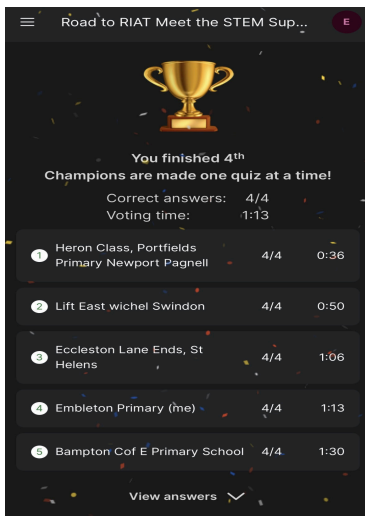 Road to RIAT Meet the STEM Sup...
E
You finished 4th
Champions are made one quiz at a time!
Correct answers: 4/4
Voting time: 1:13
1 Heron Class, Portfields Primary Newport Pagnell 4/4 0:36
2 Lift East wichel Swindon 4/4 0:50
3 Eccleston Lane Ends, St Helens 4/4 1:06
4 Embleton Primary (me) 4/4 1:13
5 Bampton Cof E Primary School 4/4 1:30
View answers